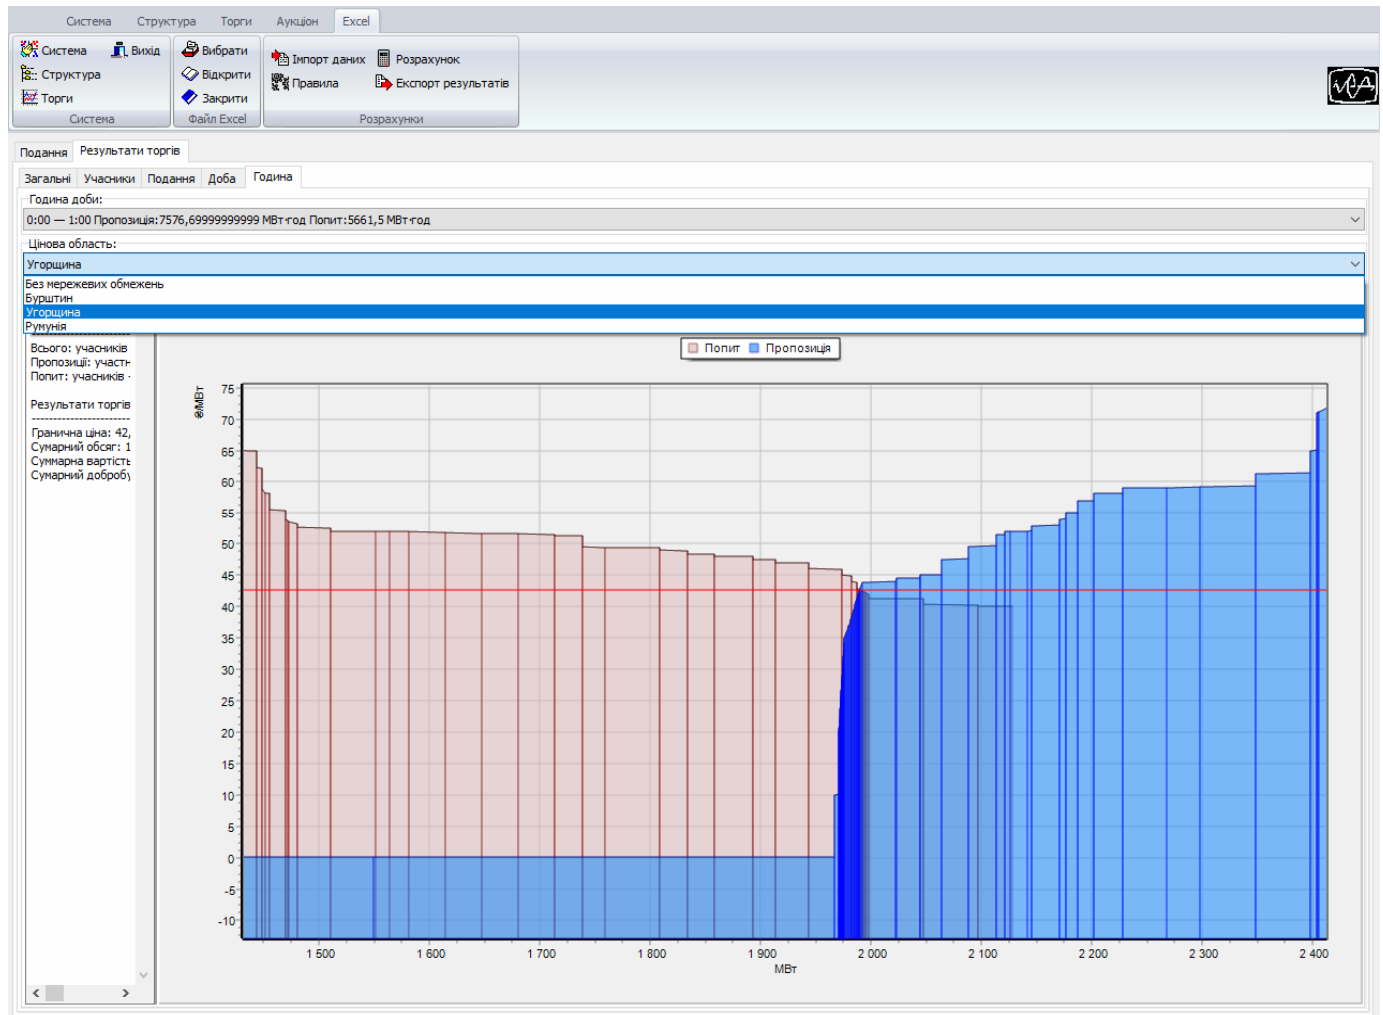 Система Структура Торги Аукціон Excel
Система Вихід Вибрати Імпорт даних Розрахунок
Структура Відкрити Правила Експорт результатів
Торги Закрити
Система Файл Excel Розрахунки
Подання Результати торгів
Загальні Учасники Подання Доба Година
Година доби:
0:00 — 1:00 Пропозиція:7576,69999999999 МВт·год Попит:5661,5 МВт·год
Цінова область:
Угорщина
Без мережевих обмежень
Бурштин
Угорщина
Румунія
Всього: учасників
Пропозиції: участн
Попит: учасників -
Результати торгів
Гранична ціна: 42,
Сумарний обсяг: 1
Суммарна вартість
Сумарний добробу
Попит Пропозиція
₴/МВт
75
70
65
60
55
50
45
40
35
30
25
20
15
10
5
0
-5
-10
1 500 1 600 1 700 1 800 1 900 2 000 2 100 2 200 2 300 2 400
МВт